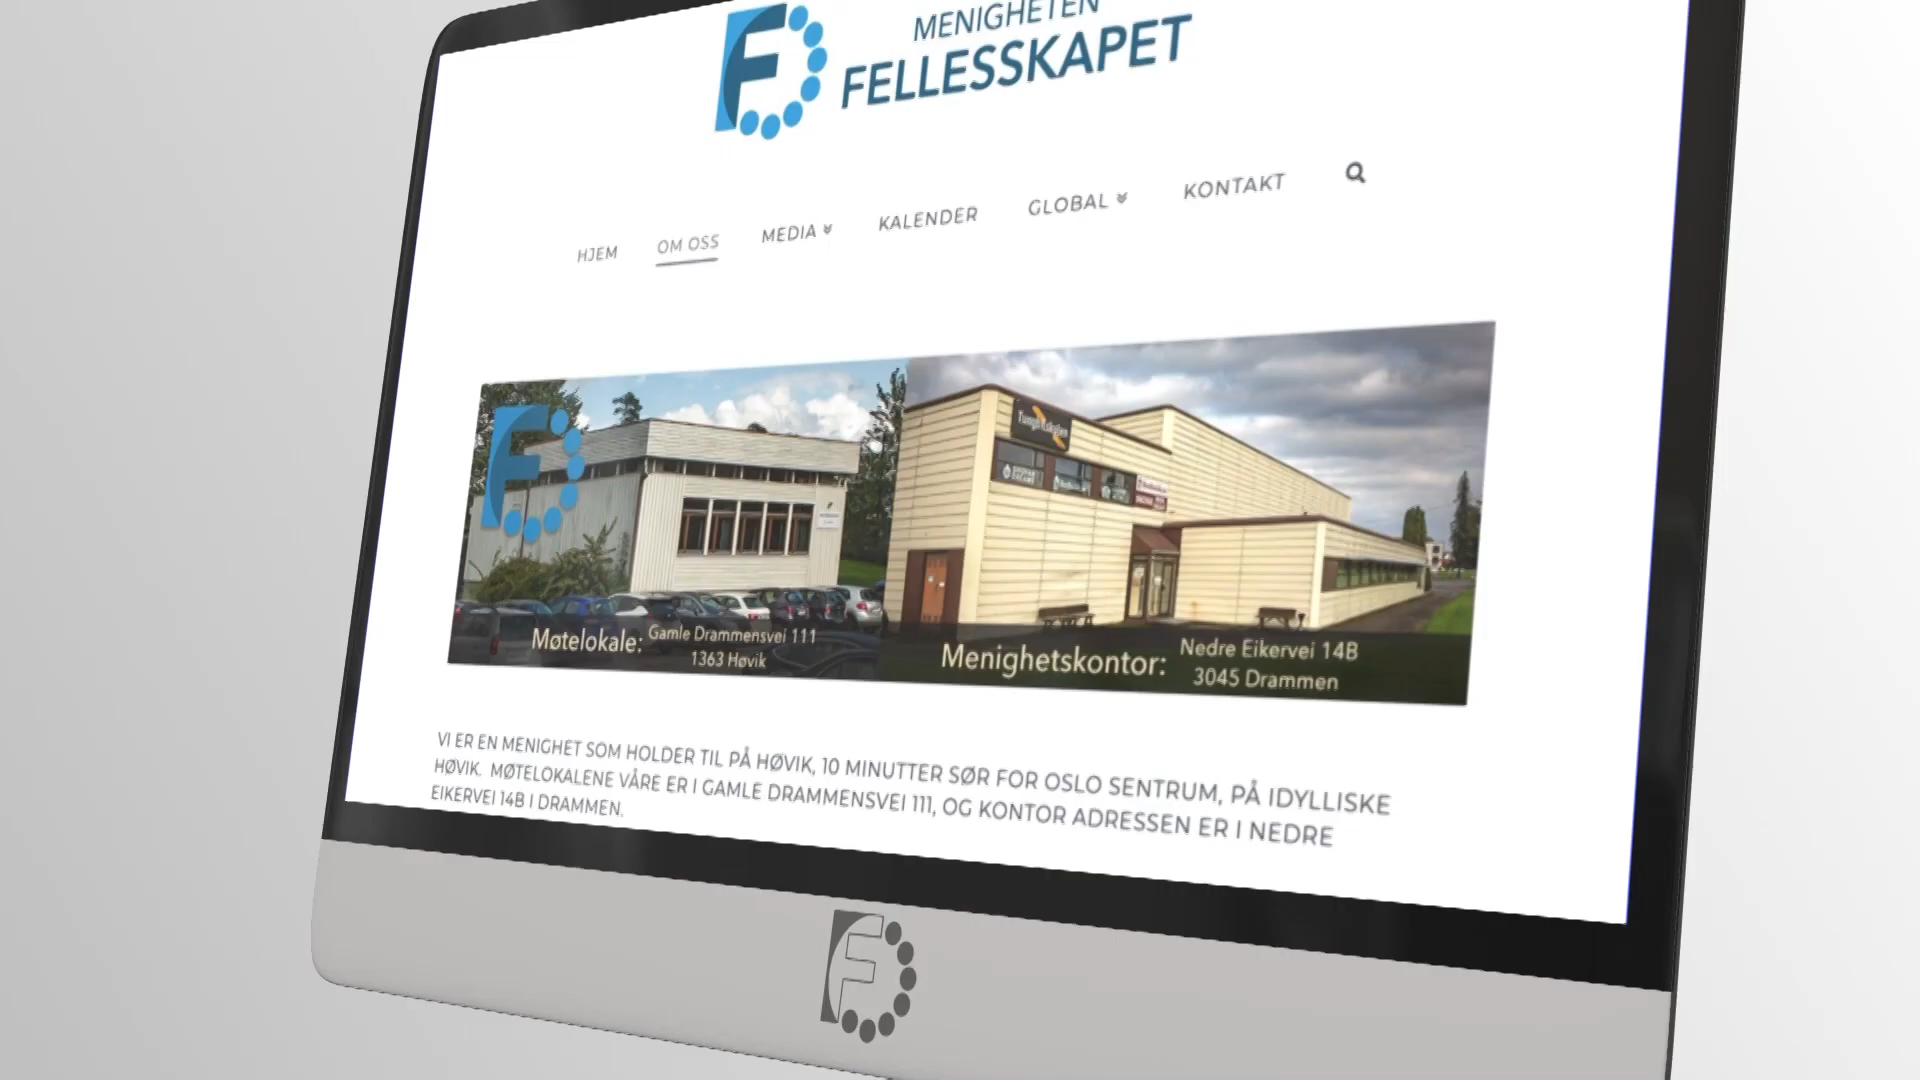 MENIGHETEN
FELLESSKAPET
HJEM OM OSS MEDIA KALENDER GLOBAL KONTAKT
Møtelokale: Gamle Drammensvei 111
1363 Høvik
Menighetskontor: Nedre Eikervei 14B
3045 Drammen
VI ER EN MENIGHET SOM HOLDER TIL PÅ HØVIK, 10 MINUTTER SØR FOR OSLO SENTRUM, PÅ IDYLLISKE
HØVIK. MØTELOKALENE VÅRE ER I GAMLE DRAMMENSVEI 111, OG KONTOR ADRESSEN ER I NEDRE
EIKERVEI 14B I DRAMMEN.
F